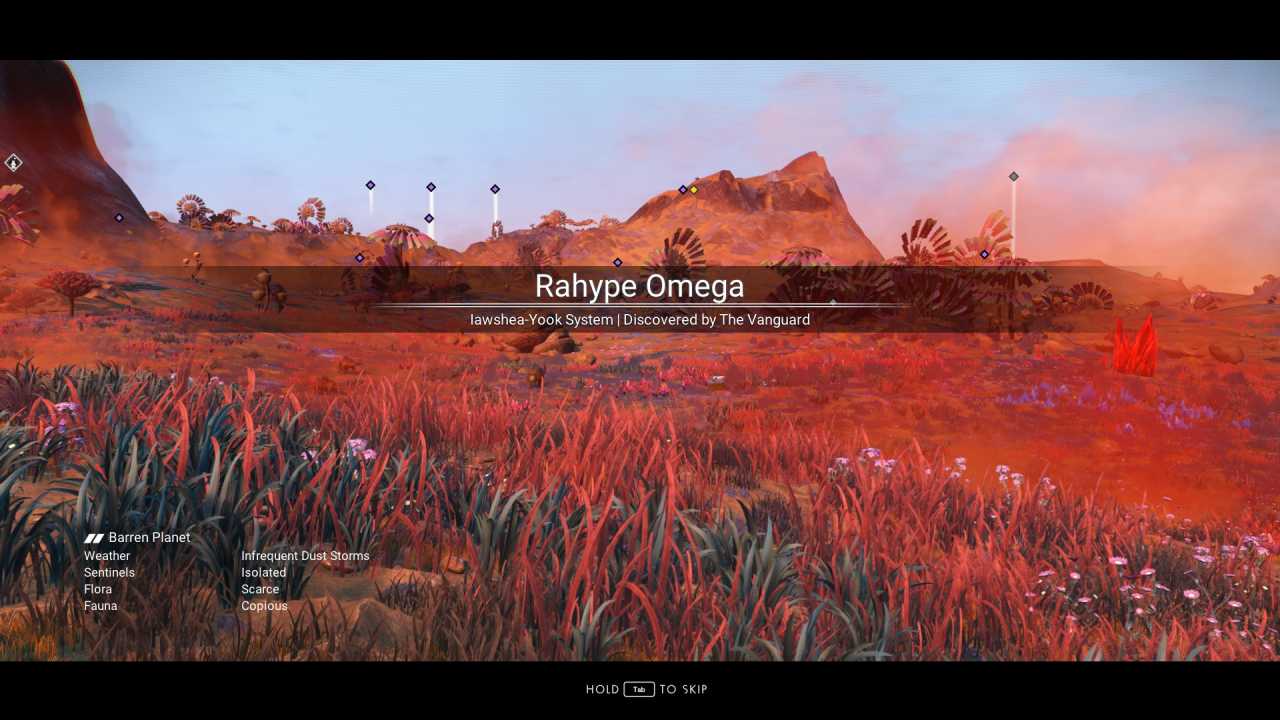 Rahype Omega
Iawshea-Yook System | Discovered by The Vanguard
Barren Planet
Weather Infrequent Dust Storms
Sentinels Isolated
Flora Scarce
Fauna Copious
HOLD Tab TO SKIP